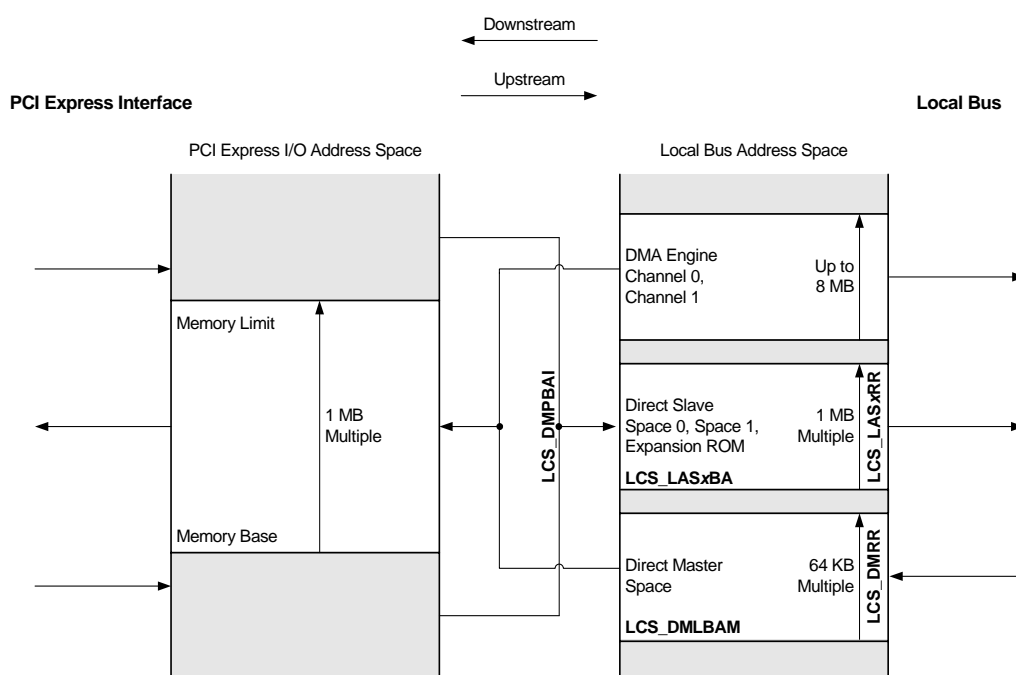 Downstream
Upstream
PCI Express Interface
Local Bus
PCI Express I/O Address Space
Local Bus Address Space
Memory Limit
1 MB
Multiple
Memory Base
LCS_DMPBAI
DMA Engine
Channel 0,
Channel 1
Up to
8 MB
Direct Slave
Space 0, Space 1,
Expansion ROM
LCS_LASxBA
1 MB
Multiple
LCS_LASxRR
Direct Master
Space
LCS_DMLBAM
64 KB
Multiple
LCS_DMRR